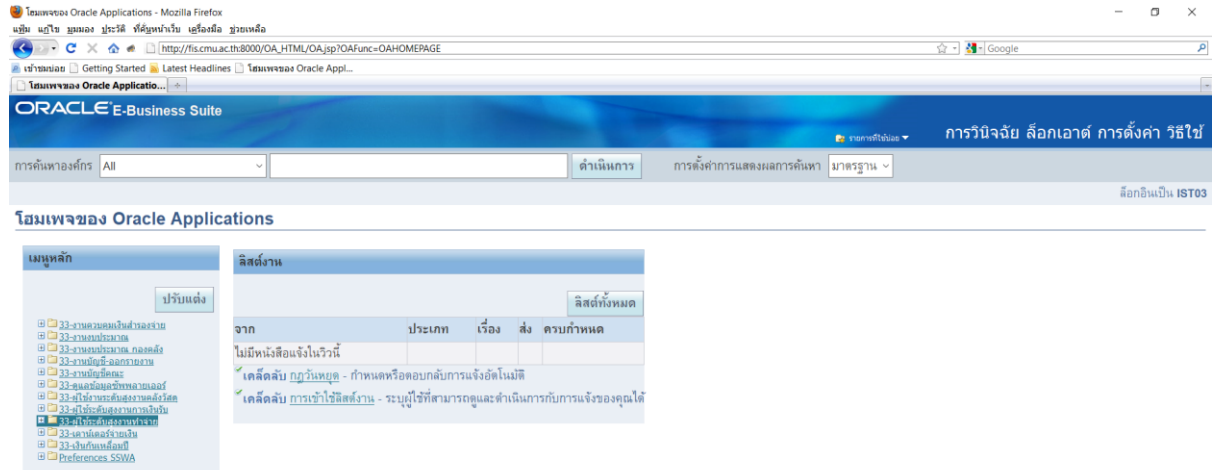 โฮมเพจของ Oracle Applications - Mozilla Firefox
แฟ้ม แก้ไข มุมมอง ประวัติ ที่คั่นหน้าเว็บ เครื่องมือ ช่วยเหลือ
http://fis.cmu.ac.th:8000/OA_HTML/OA.jsp?OAFunc=OAHOMEPAGE
Google
เข้าชมบ่อย Getting Started Latest Headlines โฮมเพจของ Oracle Appl...
โฮมเพจของ Oracle Applicatio...
ORACLE E-Business Suite
รายการที่ใช้บ่อย การวินิจฉัย ล็อกเอาต์ การตั้งค่า วิธีใช้
การค้นหาองค์กร All ดำเนินการ การตั้งค่าการแสดงผลการค้นหา มาตรฐาน
ล็อกอินเป็น IST03
โฮมเพจของ Oracle Applications
เมนูหลัก
ปรับแต่ง
33-งานควบคุมเงินสำรองจ่าย
33-งานงบประมาณ
33-งานงบประมาณ กองคลัง
33-งานบัญชี-ออกรายงาน
33-งานบัญชีคณะ
33-ดูแลข้อมูลซัพพลายเออร์
33-ผู้ใช้งานระดับสูงงานคลังวัสดุ
33-ผู้ใช้ระดับสูงงานการเงินรับ
33-ผู้ใช้ระดับสูงงานทำจ่าย
33-เคาน์เตอร์จ่ายเงิน
33-เงินกันเหลื่อมปี
Preferences SSWA
ลิสต์งาน
ลิสต์ทั้งหมด
จาก ประเภท เรื่อง ส่ง ครบกำหนด
ไม่มีหนังสือแจ้งในวิวนี้
เคล็ดลับ กฎวันหยุด - กำหนดหรือตอบกลับการแจ้งอัตโนมัติ
เคล็ดลับ การเข้าใช้ลิสต์งาน - ระบุผู้ใช้ที่สามารถดูและดำเนินการกับการแจ้งของคุณได้